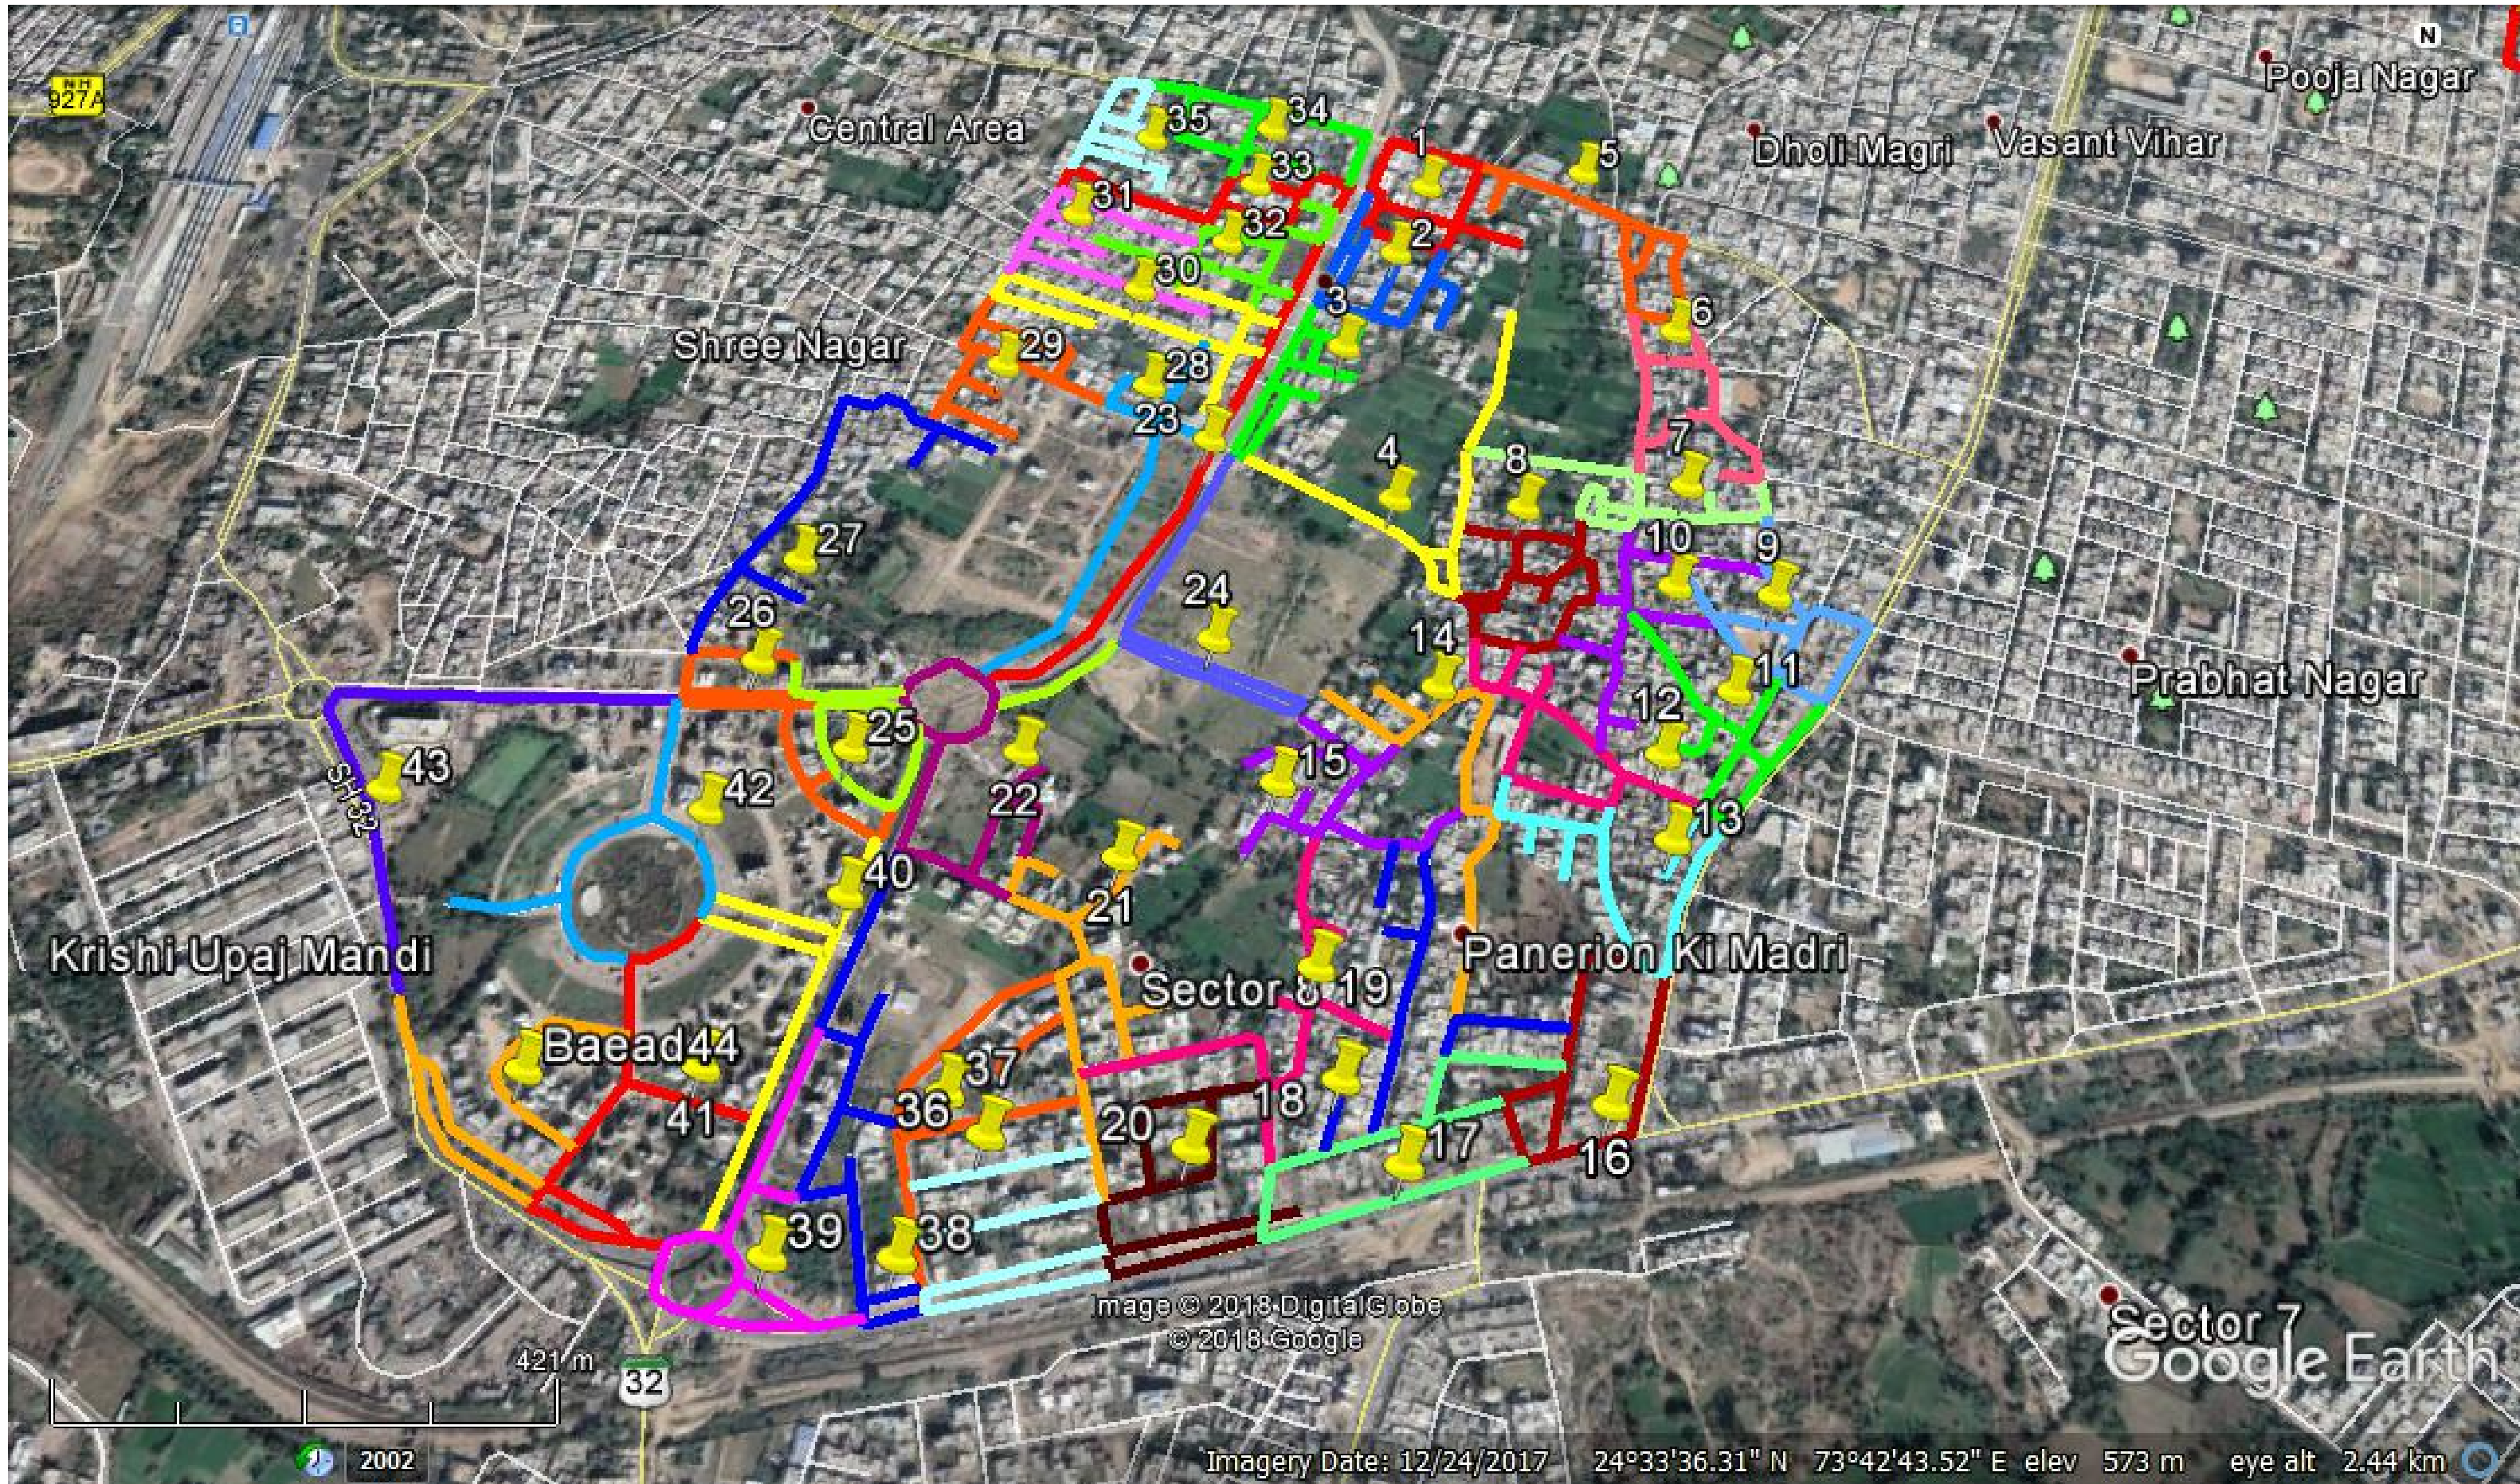 N
Pooja Nagar
NH
927A
Central Area
35
34
1
5
Dholi Magri
Vasant Vihar
33
31
32
2
30
3
6
Shree Nagar
29
28
23
4
8
7
27
10
9
24
26
14
11
Prabhat Nagar
12
25
43
SH 32
42
15
22
13
40
21
Krishi Upaj Mandi
Panerion Ki Madri
Sector 8
19
Baead44
37
36
41
20
18
17
16
39
38
Image © 2018 DigitalGlobe
© 2018 Google
Sector 7
Google Earth
421 m
32
2002
Imagery Date: 12/24/2017 24°33'36.31" N 73°42'43.52" E elev 573 m eye alt 2.44 km